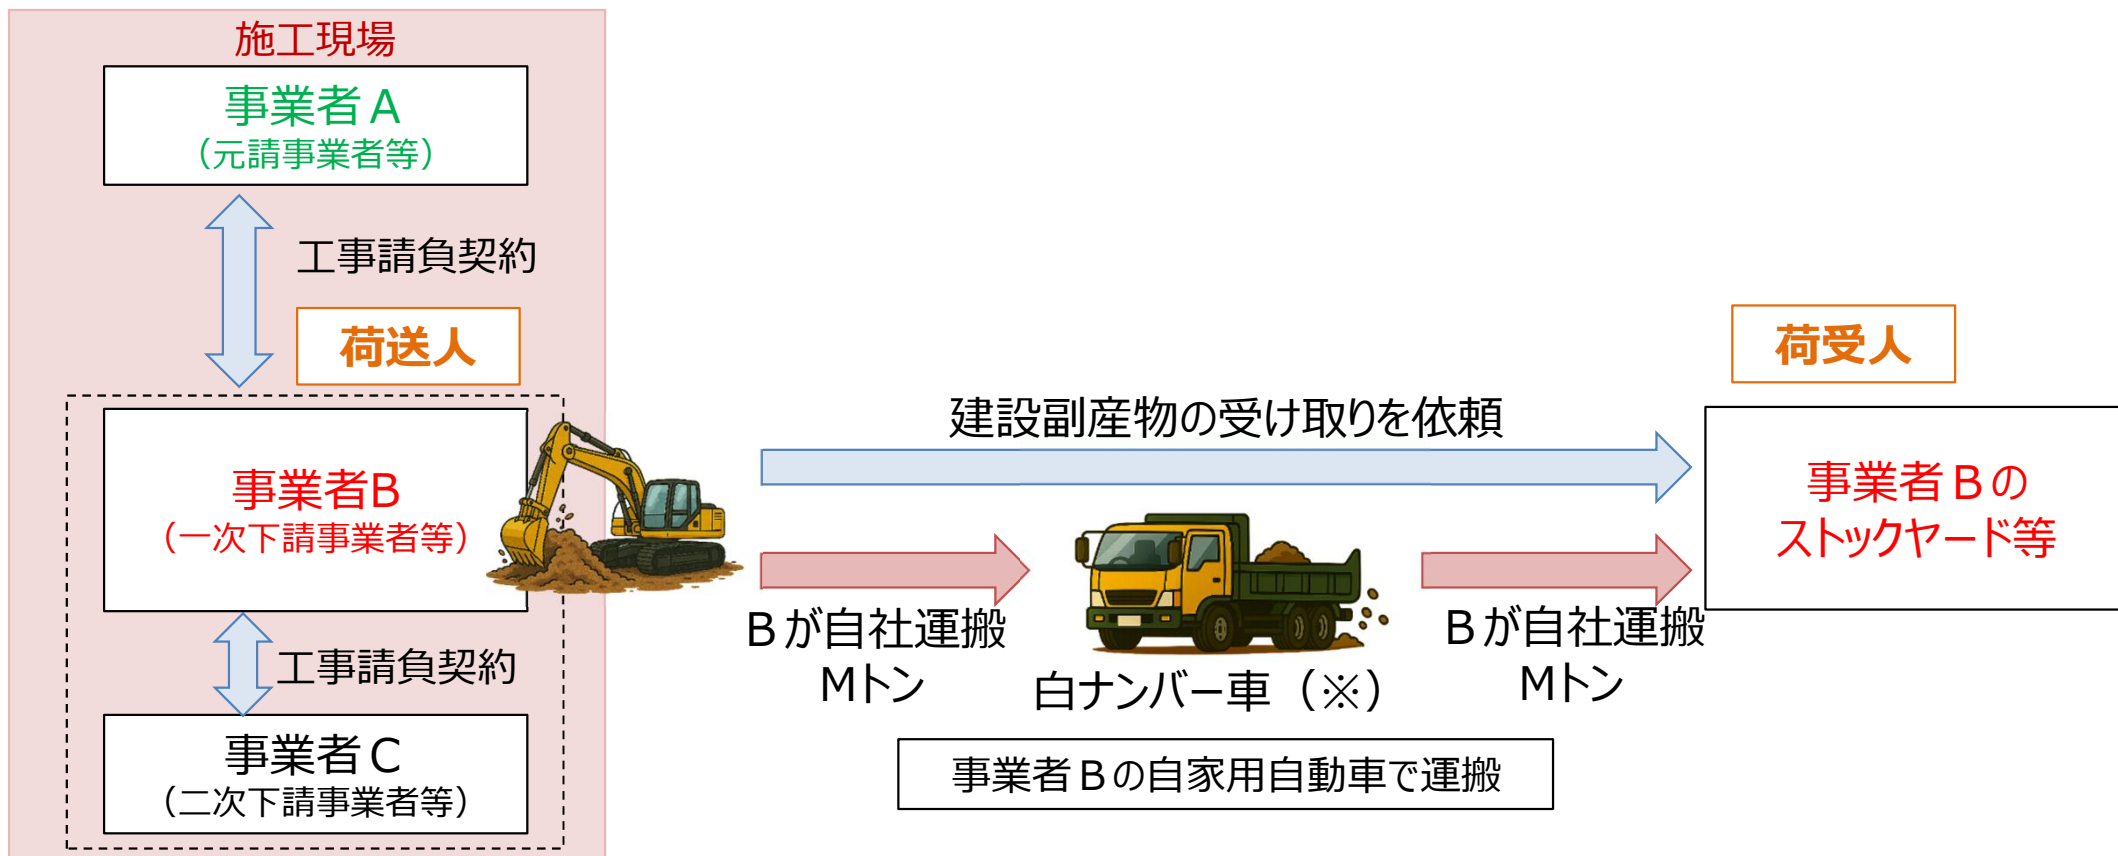 施工現場
事業者A
（元請事業者等）
工事請負契約
荷送人
事業者B
（一次下請事業者等）
工事請負契約
事業者C
（二次下請事業者等）
建設副産物の受け取りを依頼
Bが自社運搬
Mトン
白ナンバー車（※）
Bが自社運搬
Mトン
事業者Bの自家用自動車で運搬
荷受人
事業者Bの
ストックヤード等